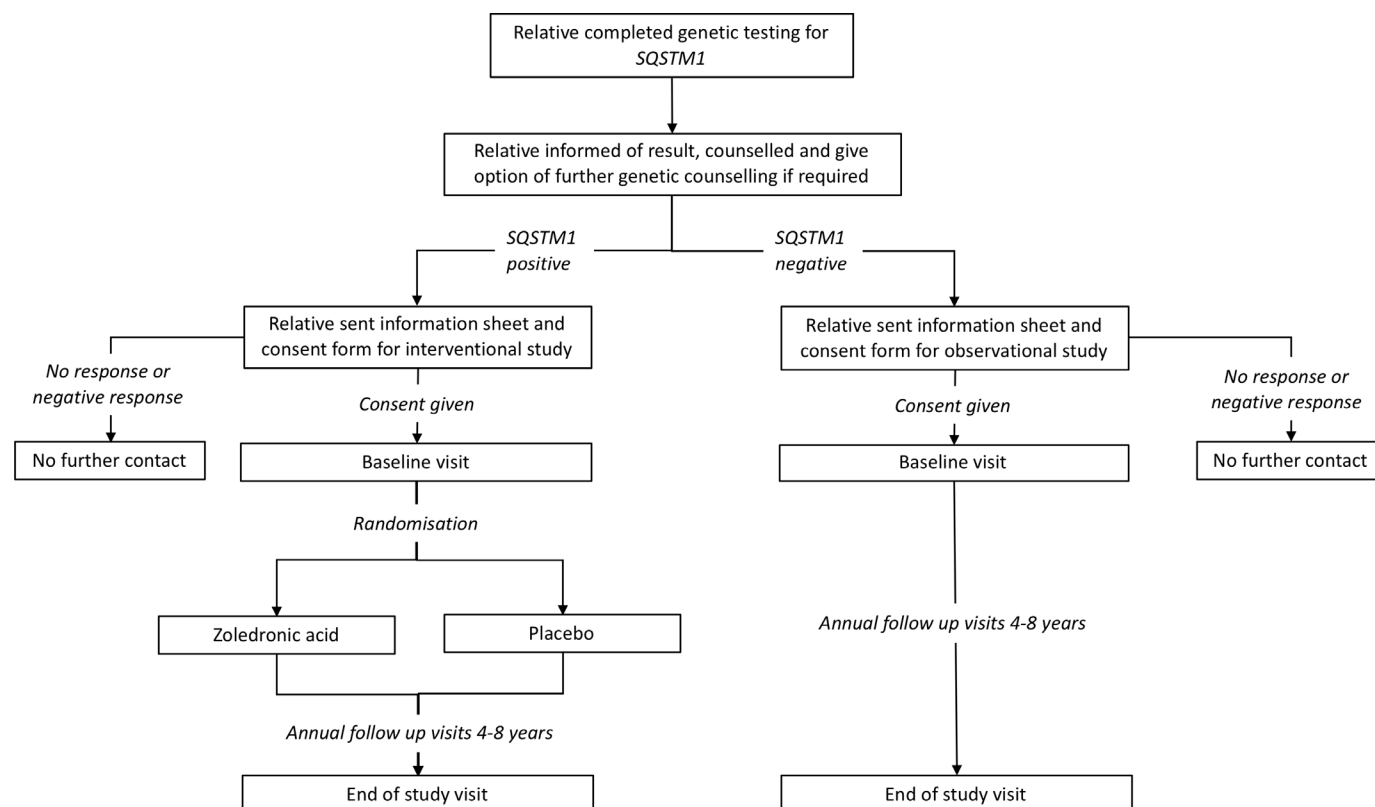 Relative completed genetic testing for
SQSTM1
Relative informed of result, counselled and give
option of further genetic counselling if required
SQSTM1
positive
SQSTM1
negative
Relative sent information sheet and
consent form for interventional study
Relative sent information sheet and
consent form for observational study
No response or
negative response
Consent given
Consent given
No response or
negative response
No further contact
Baseline visit
Baseline visit
No further contact
Randomisation
Zoledronic acid
Placebo
Annual follow up visits 4-8 years
Annual follow up visits 4-8 years
End of study visit
End of study visit